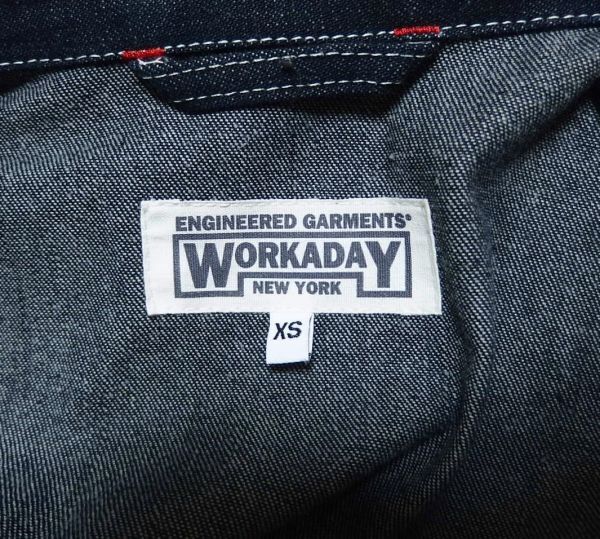 ENGINEERED GARMENTS®
WORKADAY
NEW YORK
XS